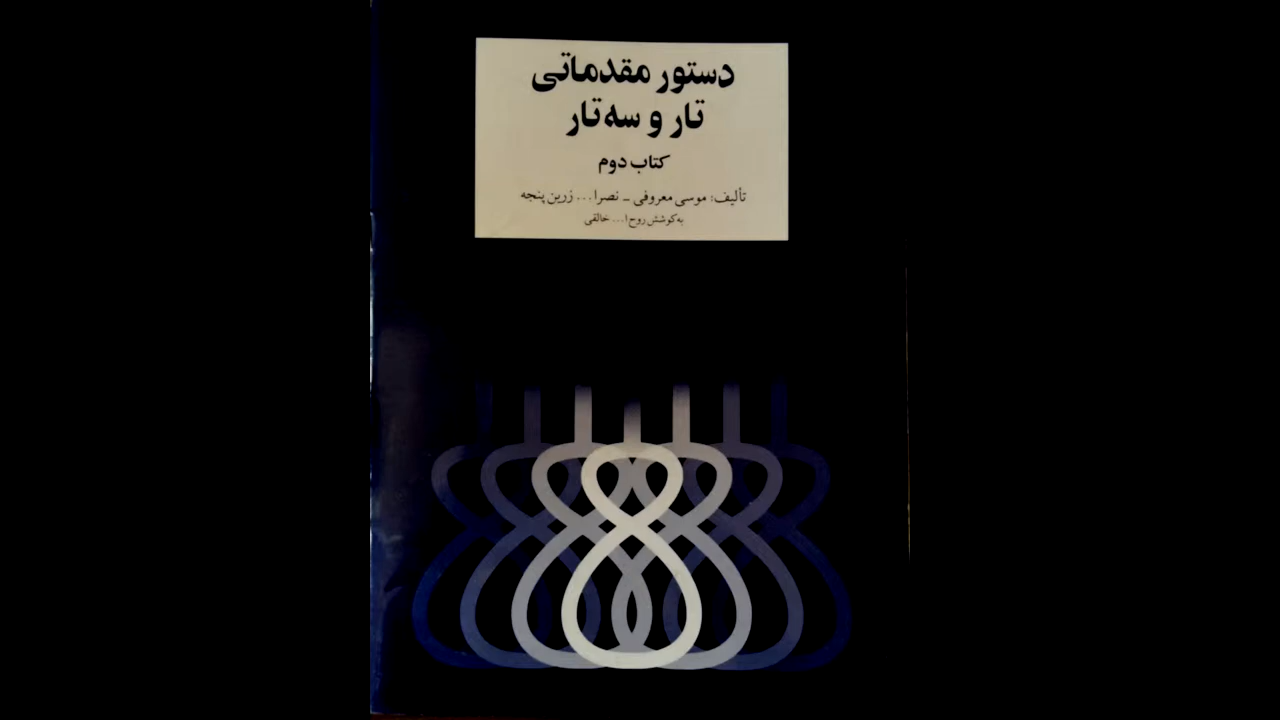 دستور مقدماتی
تار و سه‌تار
کتاب دوم
تألیف: موسی معروفی ـ نصرا... زرین پنجه
به‌کوشش روح ا... خالقی